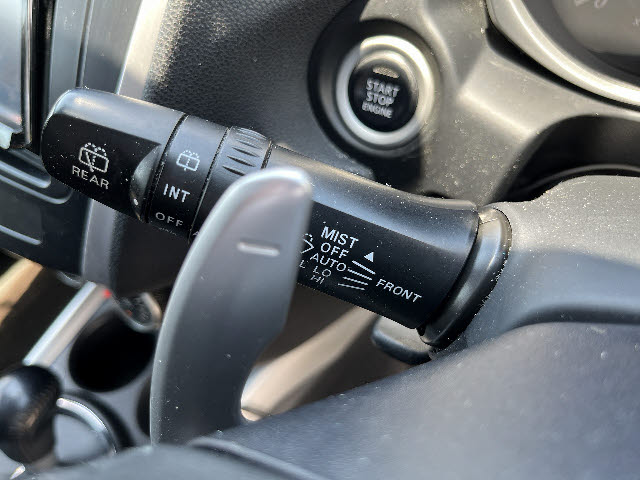 START
STOP
ENGINE
REAR
INT
OFF
MIST
OFF
AUTO
LO
HI
FRONT